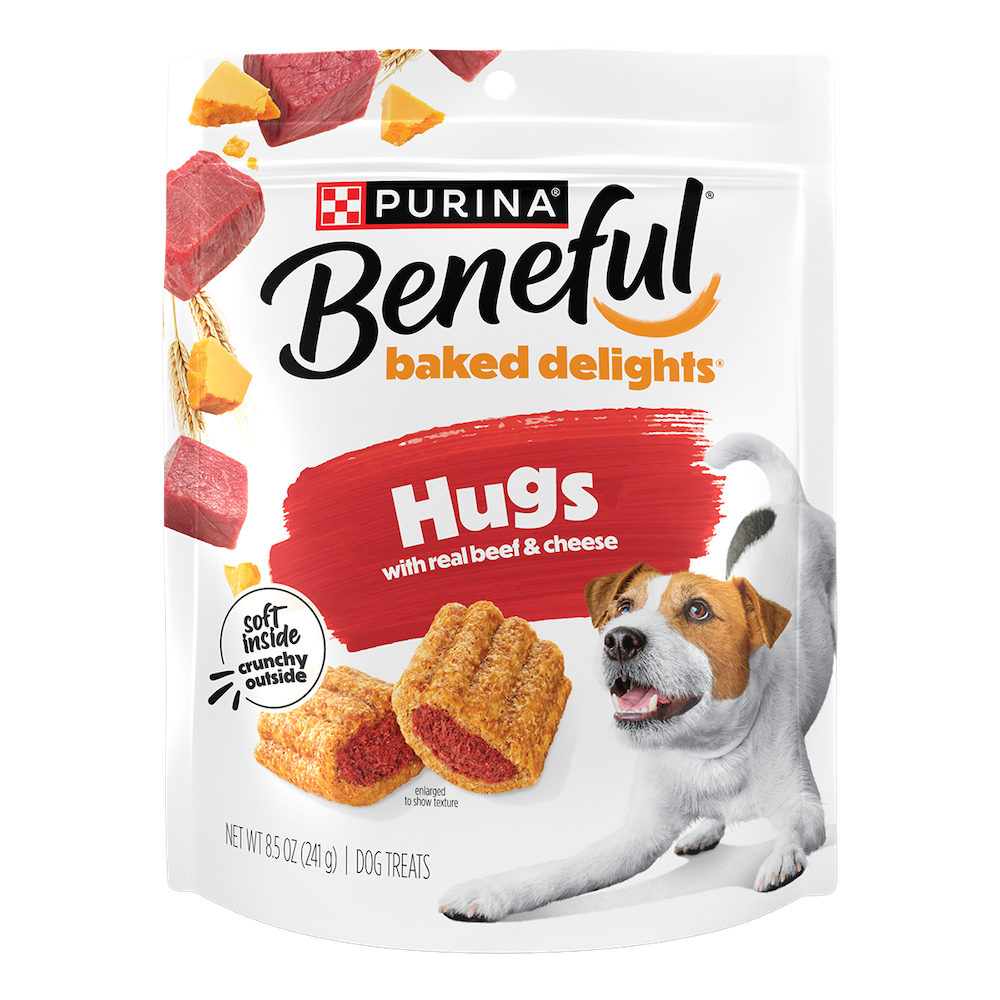 PURINA®
Beneful®
baked delights®
Hugs
with real beef & cheese
soft
inside
crunchy
outside
enlarged
to show texture
NET WT 8.5 OZ (241 g) | DOG TREATS